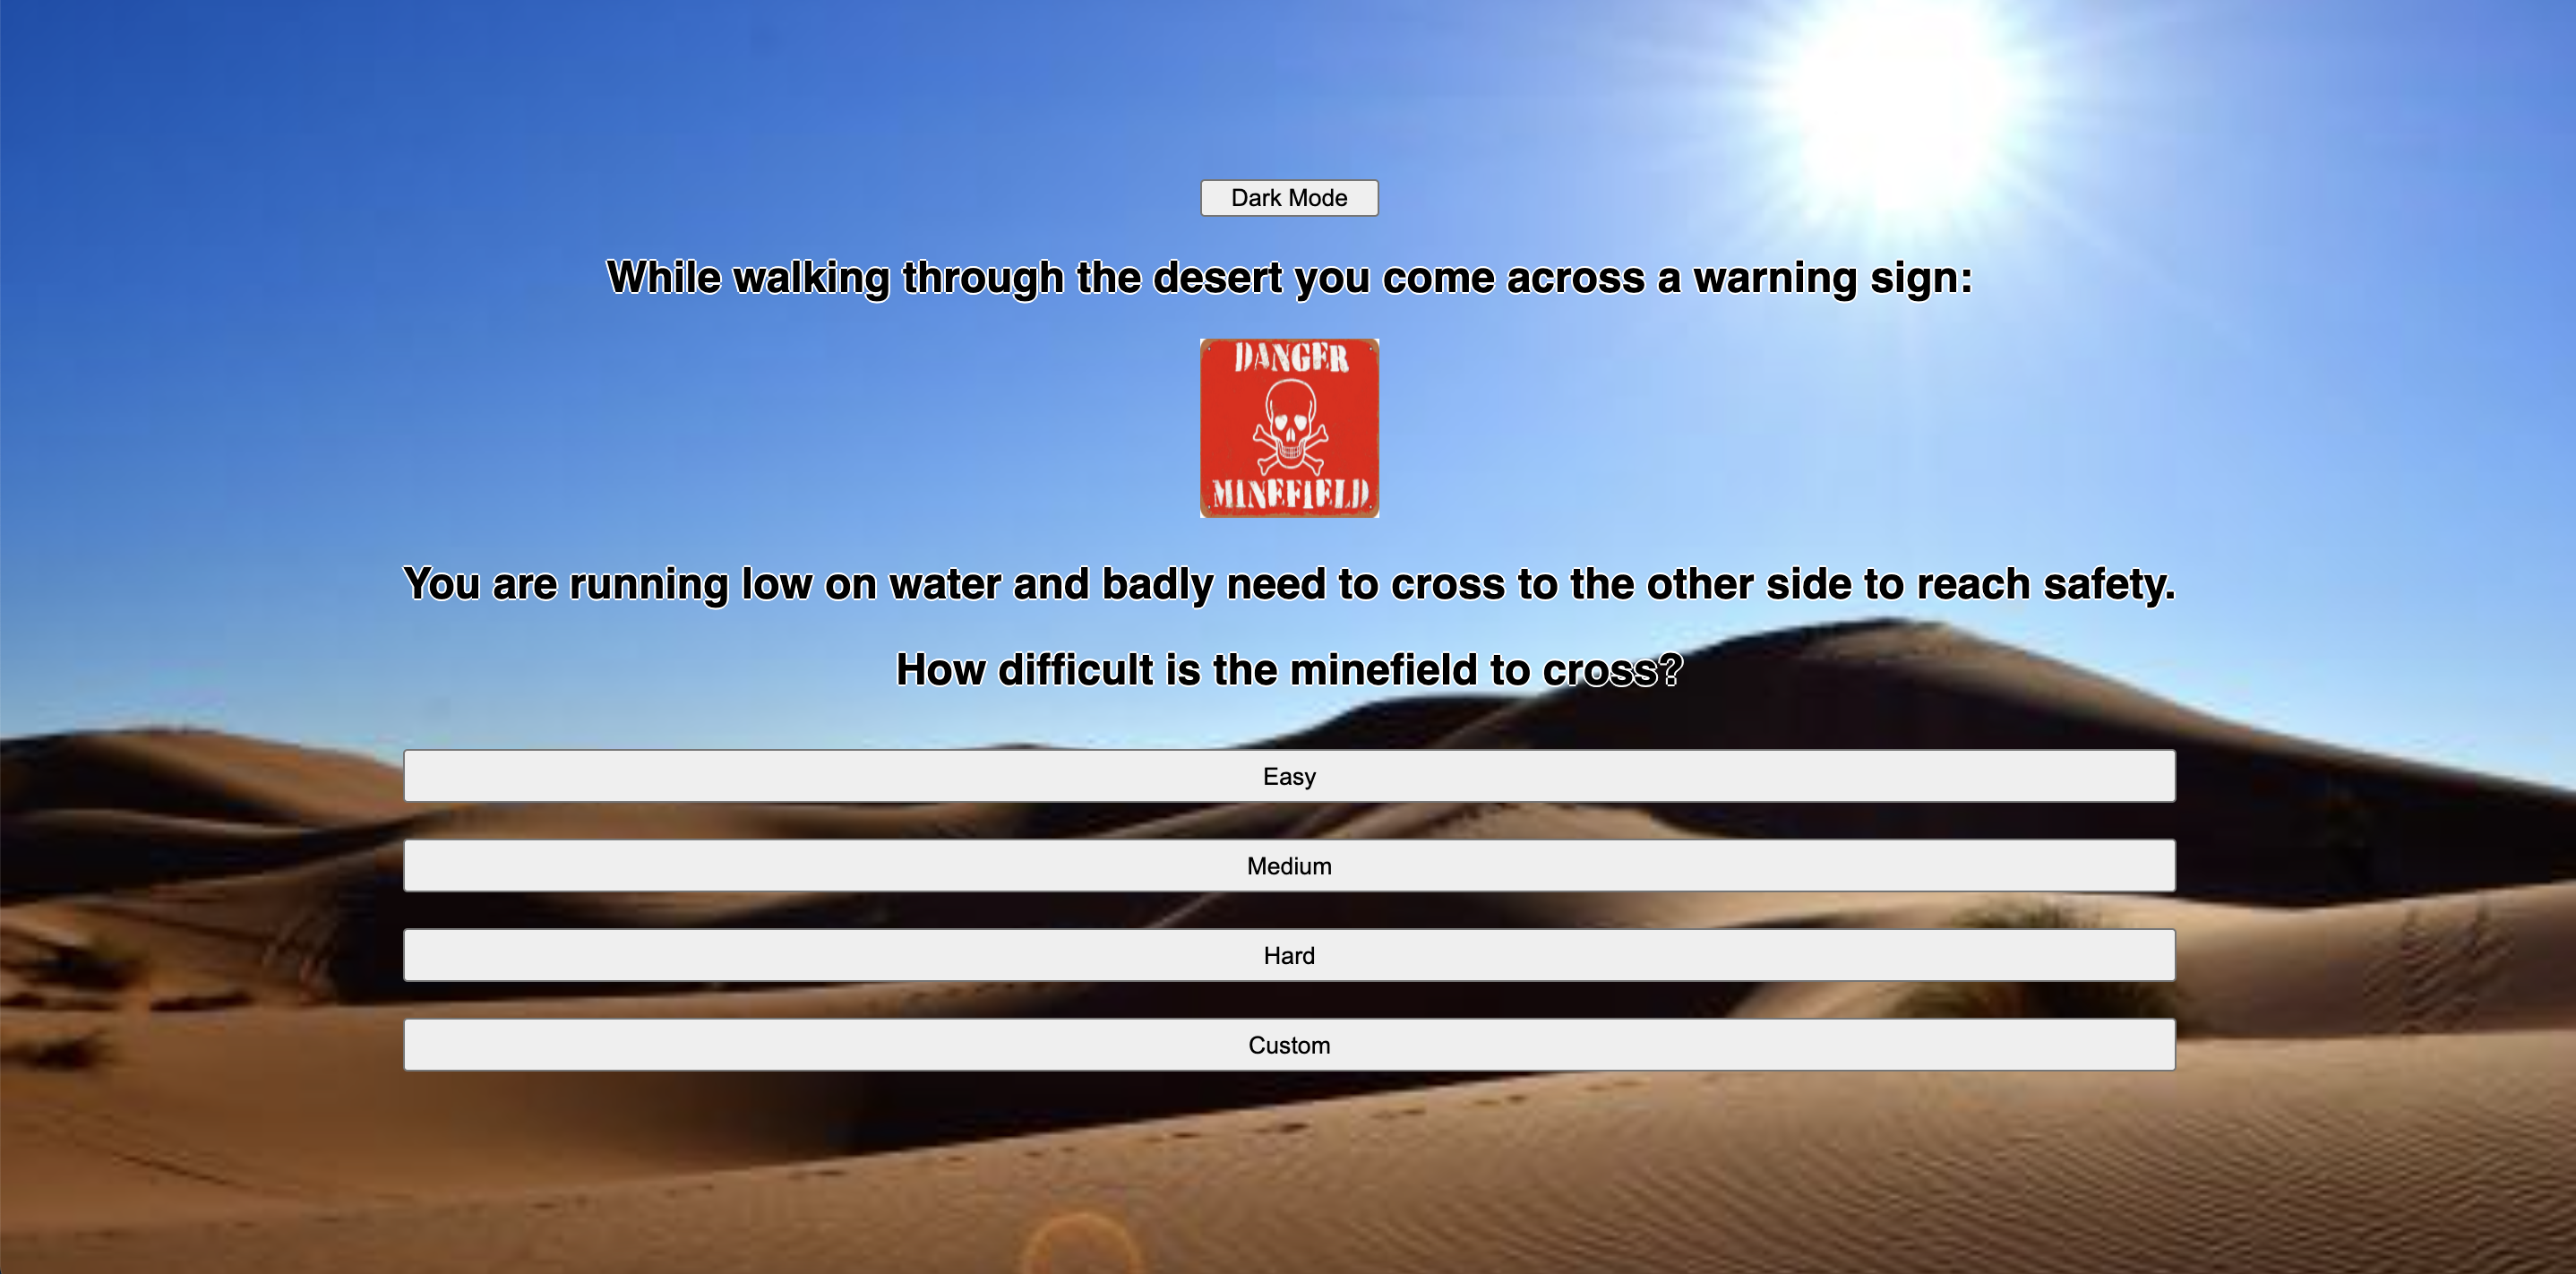 Dark Mode
While walking through the desert you come across a warning sign:
DANGER
MINEFIELD
You are running low on water and badly need to cross to the other side to reach safety.
How difficult is the minefield to cross?
Easy
Medium
Hard
Custom